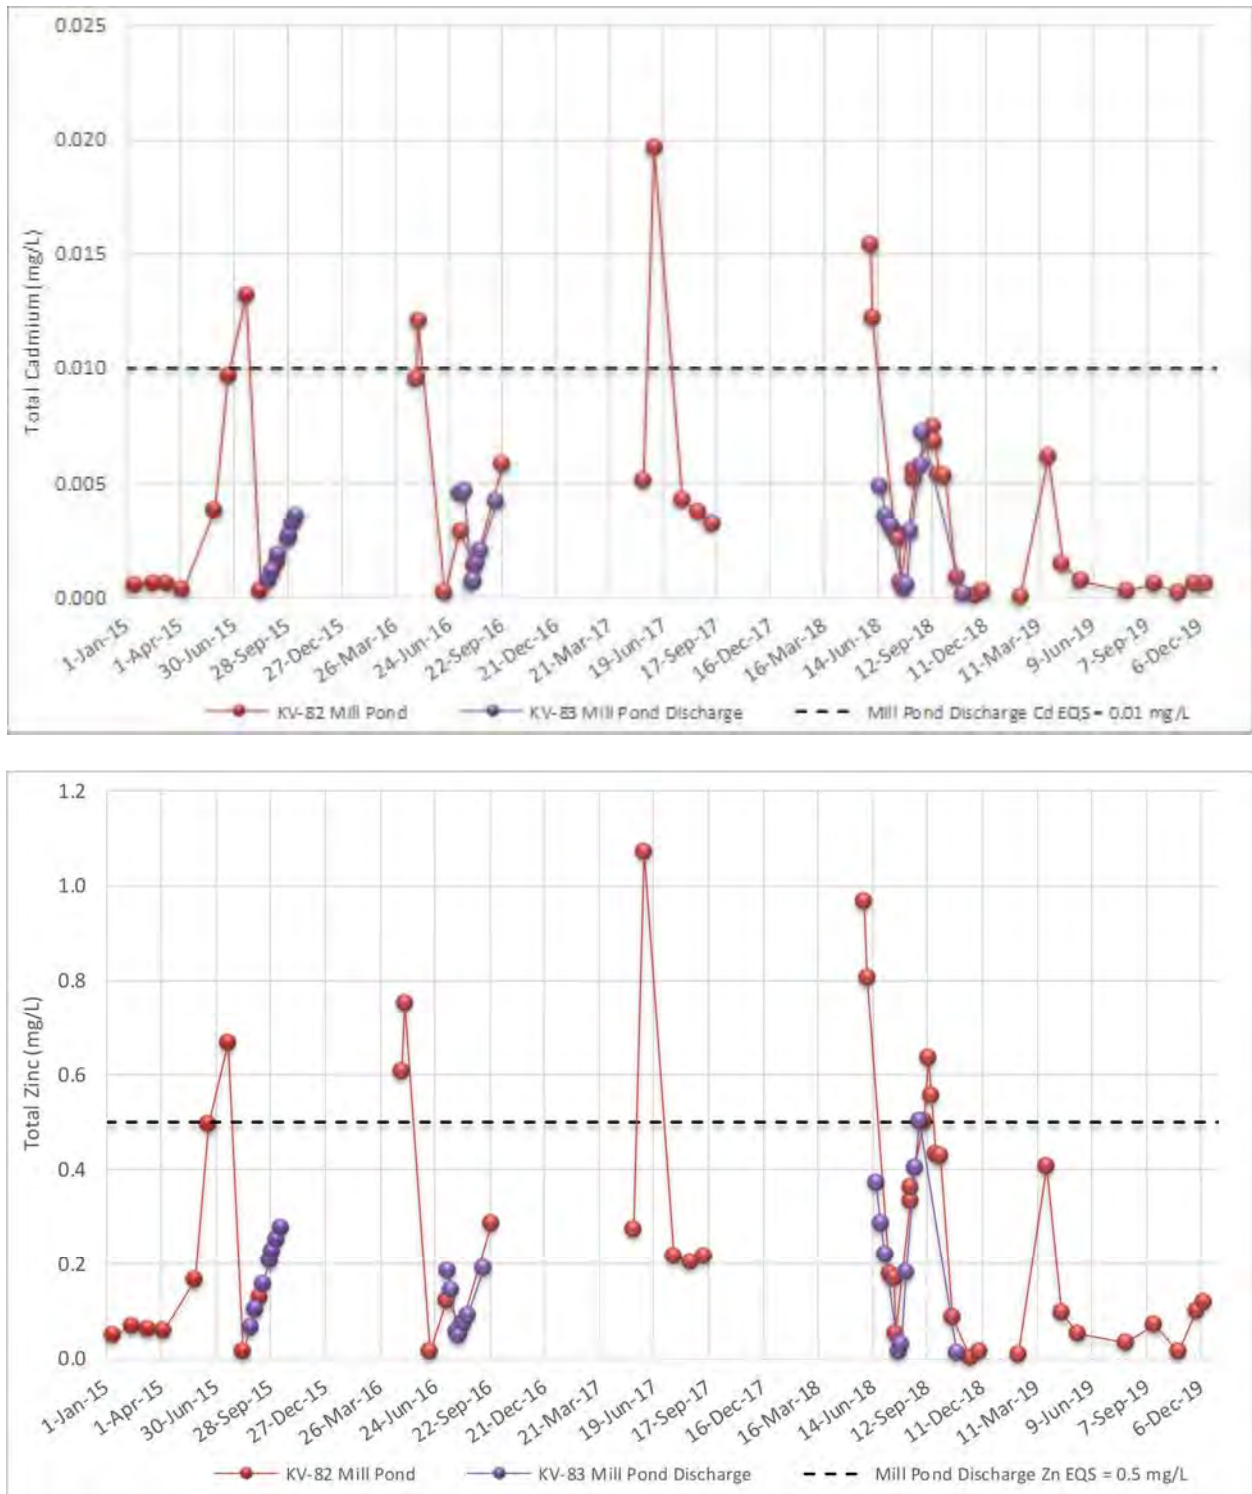 0.025
0.020
0.015
0.010
0.005
0.000
Total Cadmium (mg/L)
1-Jan-15 1-Apr-15 30-Jun-15 28-Sep-15 27-Dec-15 26-Mar-16 24-Jun-16 22-Sep-16 21-Dec-16 21-Mar-17 19-Jun-17 17-Sep-17 16-Dec-17 16-Mar-18 14-Jun-18 12-Sep-18 11-Dec-18 11-Mar-19 9-Jun-19 7-Sep-19 6-Dec-19
KV-82 Mill Pond KV-83 Mill Pond Discharge Mill Pond Discharge Cd EQS = 0.01 mg/L
1.2
1.0
0.8
0.6
0.4
0.2
0.0
Total Zinc (mg/L)
1-Jan-15 1-Apr-15 30-Jun-15 28-Sep-15 27-Dec-15 26-Mar-16 24-Jun-16 22-Sep-16 21-Dec-16 21-Mar-17 19-Jun-17 17-Sep-17 16-Dec-17 16-Mar-18 14-Jun-18 12-Sep-18 11-Dec-18 11-Mar-19 9-Jun-19 7-Sep-19 6-Dec-19
KV-82 Mill Pond KV-83 Mill Pond Discharge Mill Pond Discharge Zn EQS = 0.5 mg/L